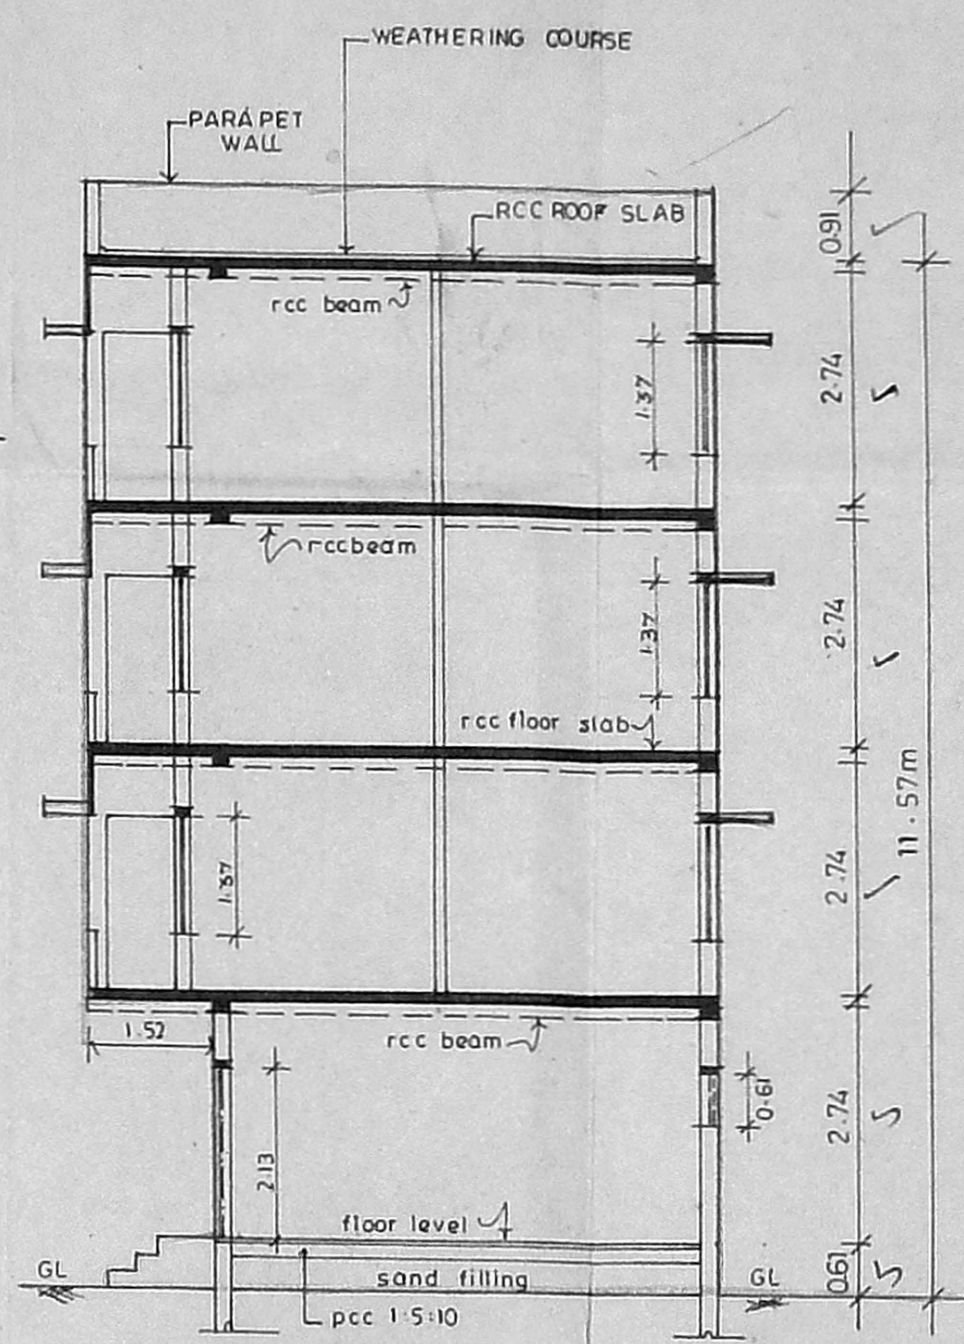 WEATHERING COURSE
PARAPET
WALL
RCC ROOF SLAB
0.91
rcc beam
1.37
2.74
rcc beam
1.37
2.74
rcc floor slab
11.57m
1.37
2.74
1.52
rcc beam
0.61
2.74
2.13
floor level
GL
sand filling
GL
0.61
pcc 1:5:10